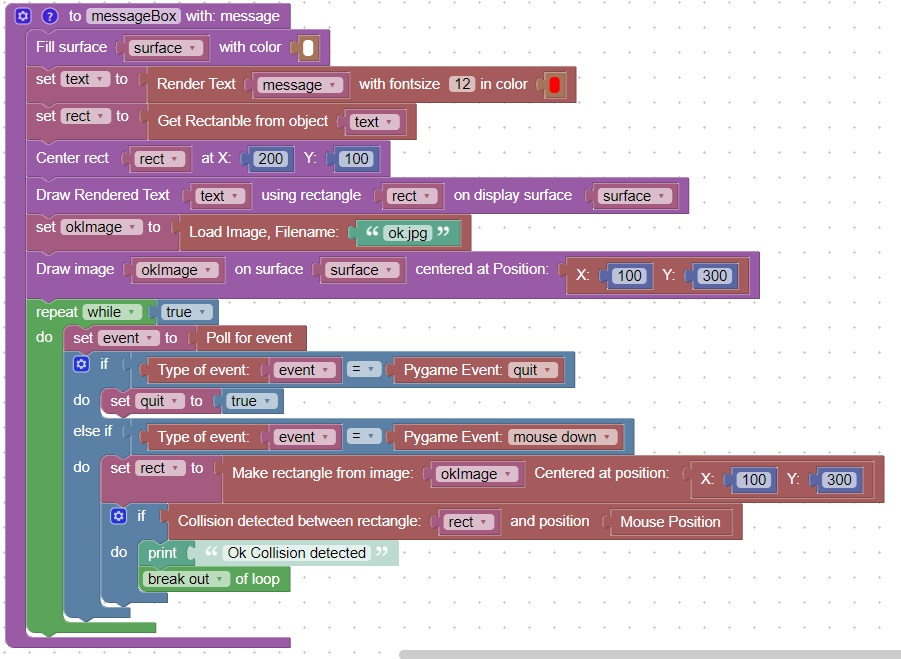 to messageBox with: message
Fill surface surface with color
set text to Render Text message with fontsize 12 in color
set rect to Get Rectanble from object text
Center rect rect at X: 200 Y: 100
Draw Rendered Text text using rectangle rect on display surface surface
set okImage to Load Image, Filename: “ ok.jpg ”
Draw image okImage on surface surface centered at Position: X: 100 Y: 300
repeat while true
do set event to Poll for event
if Type of event: event = Pygame Event: quit
do set quit to true
else if Type of event: event = Pygame Event: mouse down
do set rect to Make rectangle from image: okImage Centered at position: X: 100 Y: 300
if Collision detected between rectangle: rect and position Mouse Position
do print “ Ok Collision detected ”
break out of loop